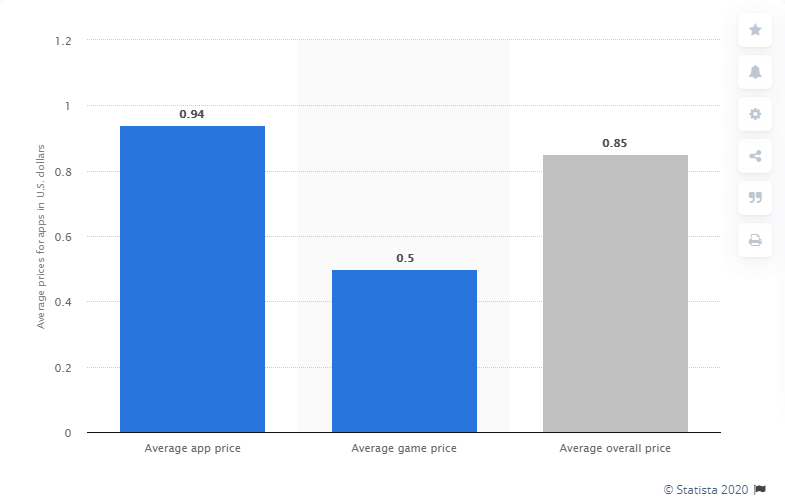 Average prices for apps in U.S. dollars
1.2
1
0.8
0.6
0.4
0.2
0
0.94
0.5
0.85
Average app price
Average game price
Average overall price
© Statista 2020